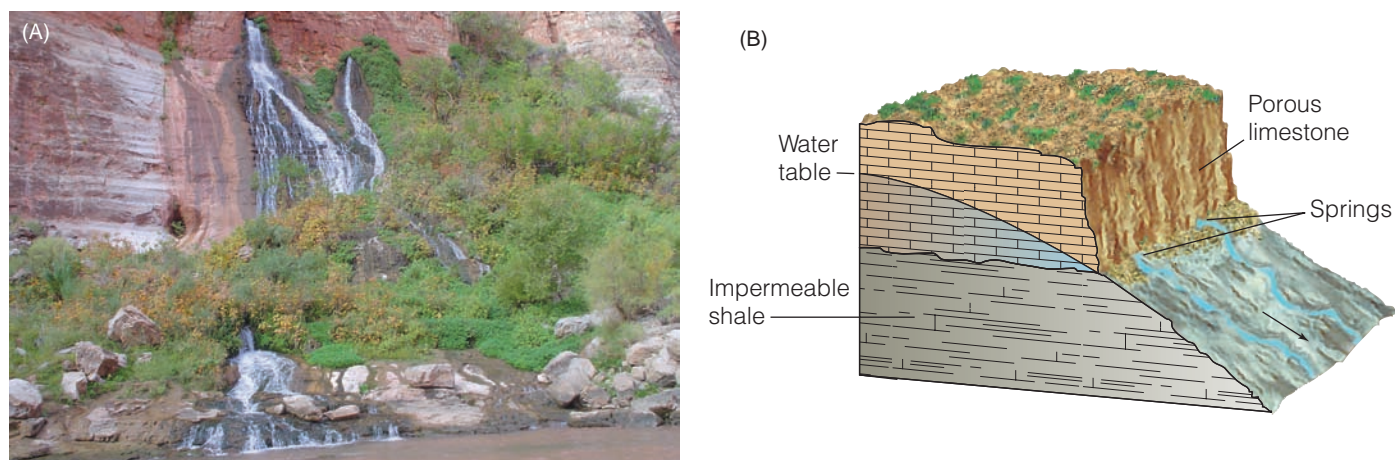 (A)
(B)
Porous
limestone
Water
table
Springs
Impermeable
shale